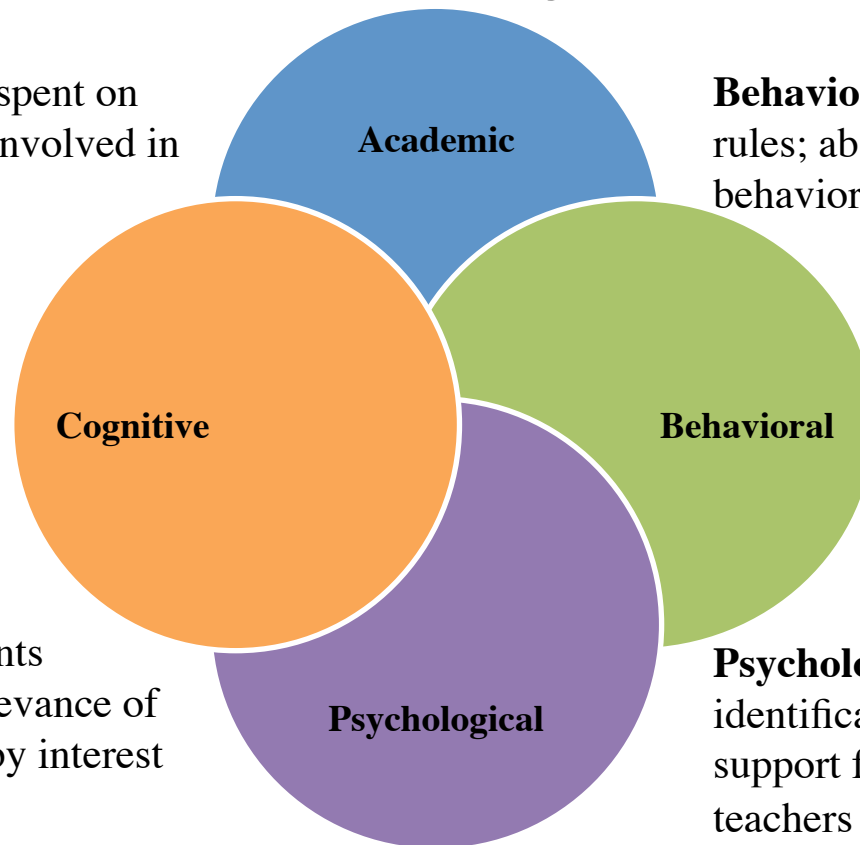 spent on
nvolved in
Academic
Behavio
rules; ab
behavior
Cognitive
Behavioral
nts
evance of
by interest
Psychological
Psycholo
identifica
support f
teachers